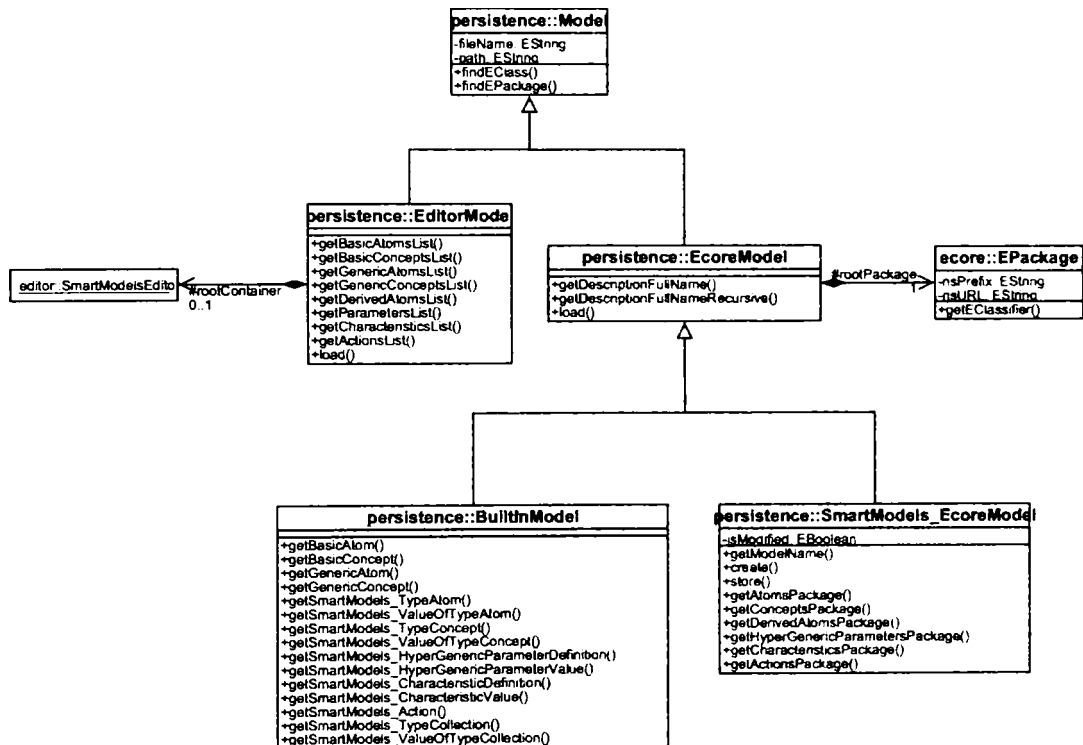 persistence::Model
-fileName EString
-path EString
+findEClass()
+findEPackage()
persistence::EditorMode
+getBasicAtomsList()
+getBasicConceptsList()
+getGenericAtomsList()
+getGenericConceptsList()
+getDerivedAtomsList()
+getParametersList()
+getCharacteristicsList()
+getActionsList()
+load()
editor SmartModelsEdito
#rootContainer
0..1
persistence::EcoreModel
+getDescriptionFullName()
+getDescriptionFullNameRecursive()
+load()
#rootPackage
1
ecore::EPackage
-nsPrefix EString
-nsURL EString
+getEClassifier()
persistence::BuiltInModel
+getBasicAtom()
+getBasicConcept()
+getGenericAtom()
+getGenericConcept()
+getSmartModels_TypeAtom()
+getSmartModels_ValueOfTypeAtom()
+getSmartModels_TypeConcept()
+getSmartModels_ValueOfTypeConcept()
+getSmartModels_HyperGenericParameterDefinition()
+getSmartModels_HyperGenericParameterValue()
+getSmartModels_CharacteristicDefinition()
+getSmartModels_CharacteristicValue()
+getSmartModels_Action()
+getSmartModels_TypeCollection()
+getSmartModels_ValueOfTypeCollection()
persistence::SmartModels_EcoreModel
-isModified EBoolean
+getModelName()
+create()
+store()
+getAtomsPackage()
+getConceptsPackage()
+getDerivedAtomsPackage()
+getHyperGenericParametersPackage()
+getCharacteristicsPackage()
+getActionsPackage()